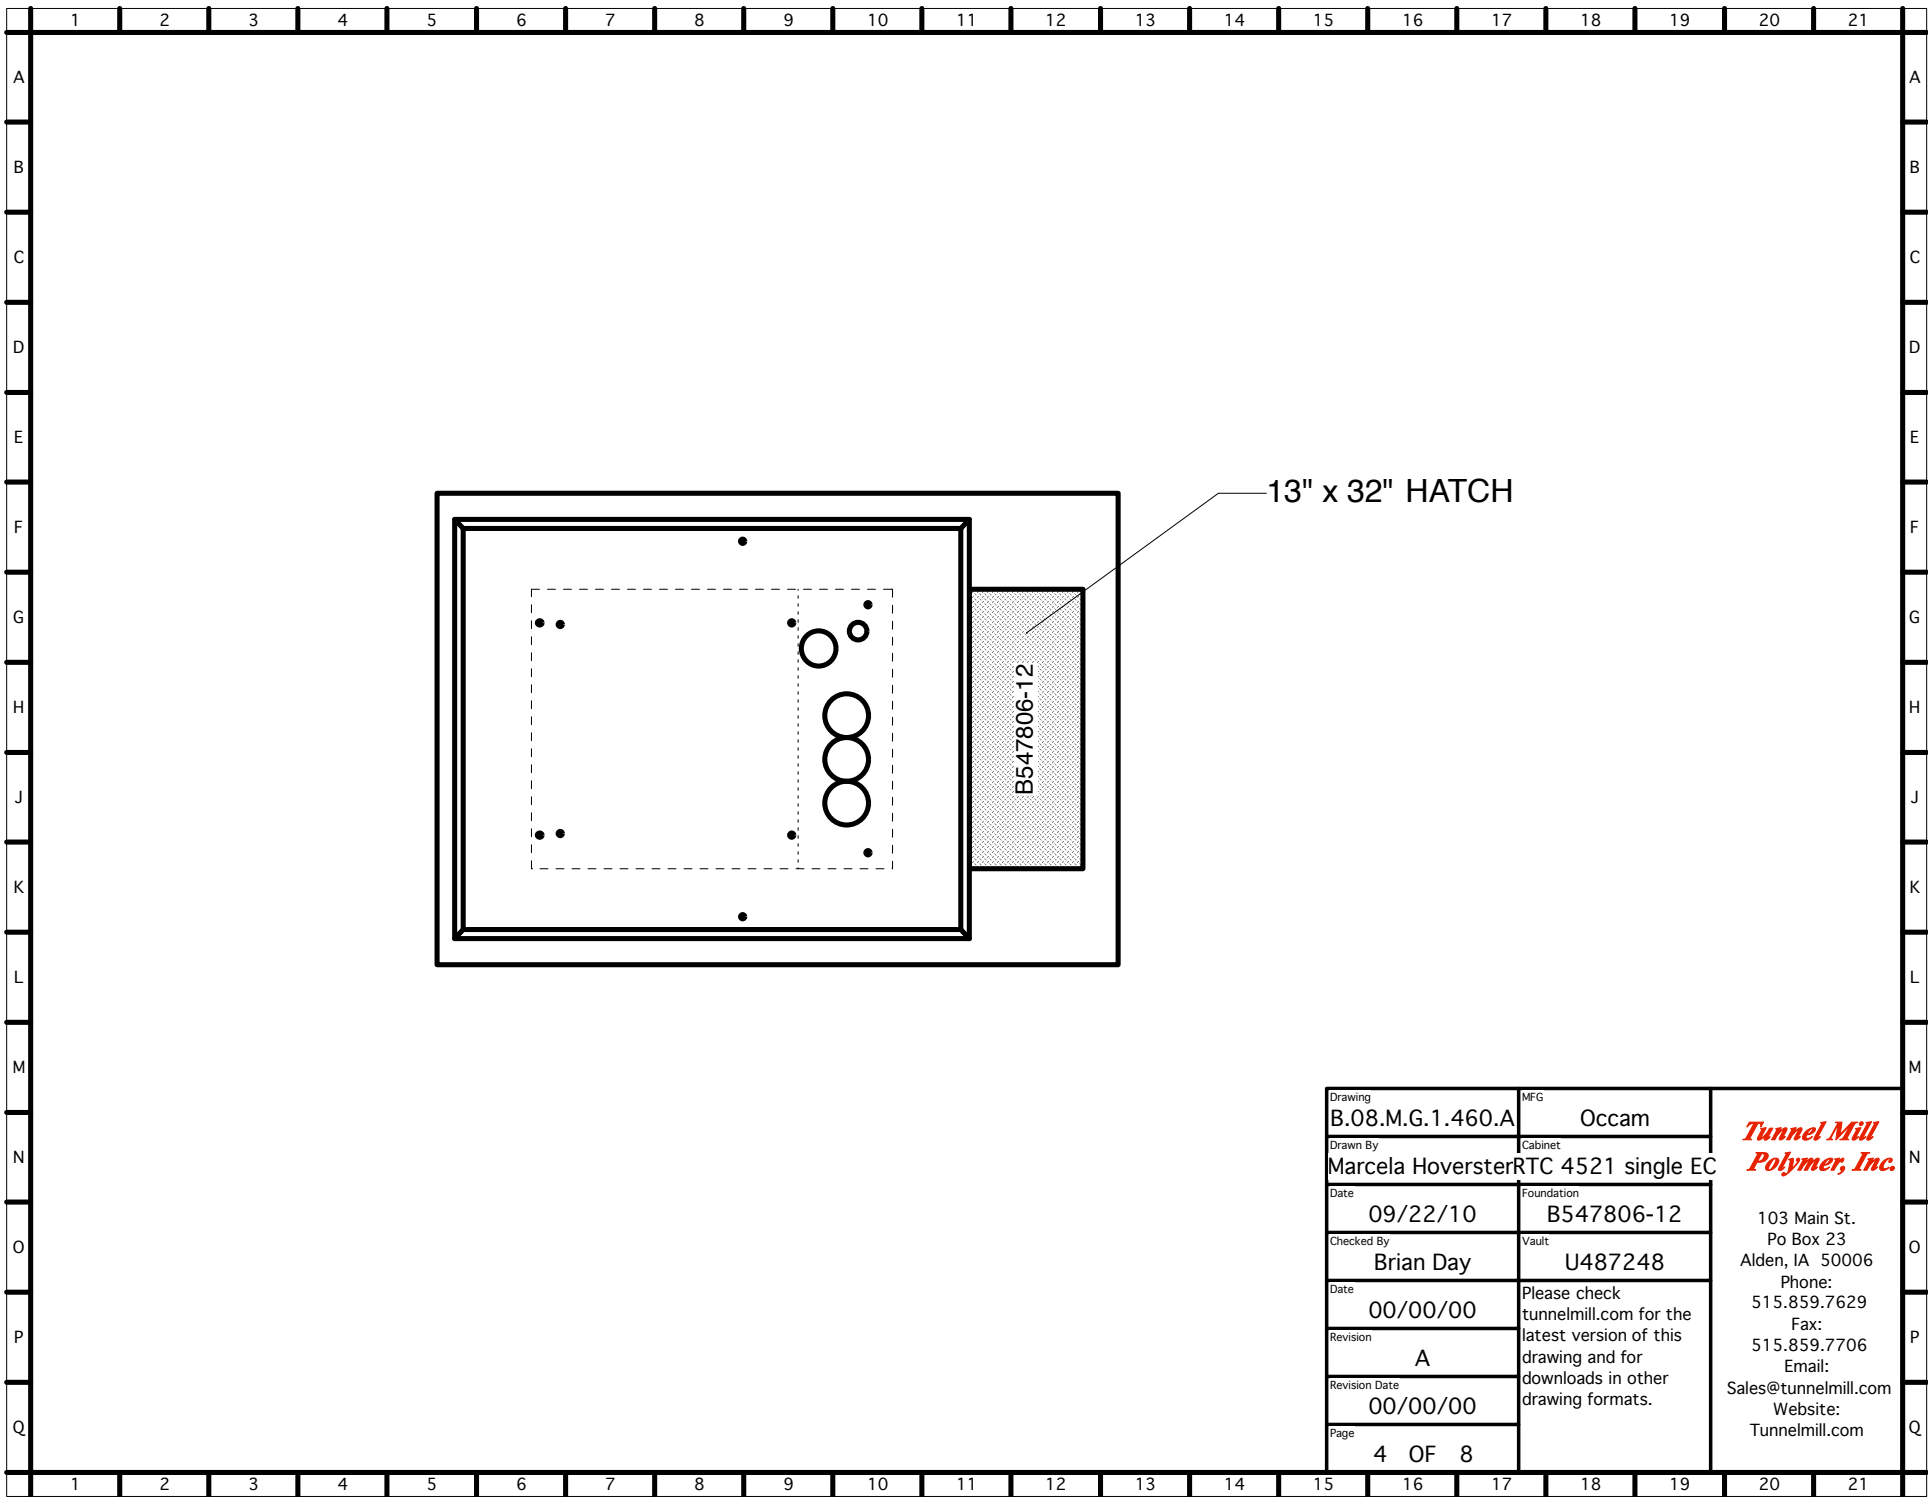 1 2 3 4 5 6 7 8 9 10 11 12 13 14 15 16 17 18 19 20 21
A A
B B
C C
D D
E E
13" x 32" HATCH
F F
G G
B547806-12
H H
J J
K K
L L
M M
N N
O O
P P
Q Q
Drawing
B.08.M.G.1.460.A
MFG
Occam
Drawn By
Marcela Hoverster
Cabinet
RTC 4521 single EC
Date
09/22/10
Foundation
B547806-12
Checked By
Brian Day
Vault
U487248
Date
00/00/00
Revision
A
Revision Date
00/00/00
Page
4 OF 8
Please check
tunnelmill.com for the
latest version of this
drawing and for
downloads in other
drawing formats.
Tunnel Mill
Polymer, Inc.
103 Main St.
Po Box 23
Alden, IA 50006
Phone:
515.859.7629
Fax:
515.859.7706
Email:
Sales@tunnelmill.com
Website:
Tunnelmill.com
1 2 3 4 5 6 7 8 9 10 11 12 13 14 15 16 17 18 19 20 21